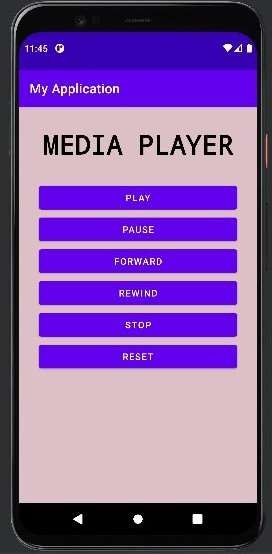 11:45
My Application
MEDIA PLAYER
PLAY
PAUSE
FORWARD
REWIND
STOP
RESET